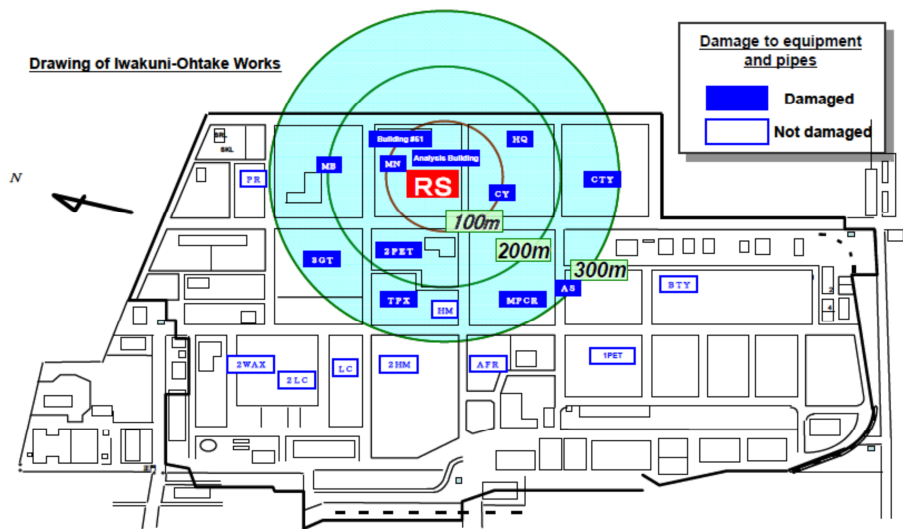 Drawing of Iwakuni-Ohtake Works
Damage to equipment
and pipes
Damaged
Not damaged
N
SKL
Building #61
HQ
MB
MN
Analysis Building
PR
RS
CY
CTY
100m
2PET
200m
300m
TPX
HM
MPCR
AS
BTY
2
4
2WAX
2LC
LC
2HM
AFR
1PET